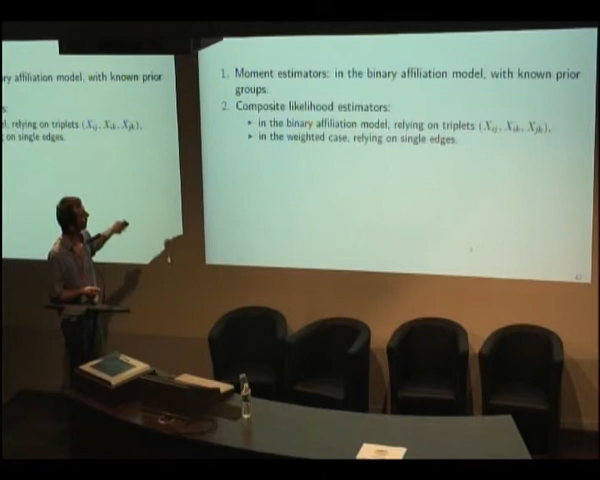 1. Moment estimators: in the binary affiliation model, with known prior
groups.
2. Composite likelihood estimators:
▸ in the binary affiliation model, relying on triplets (X_ij, X_ik, X_jk),
▸ in the weighted case, relying on single edges.
ry affiliation model, with known prior
s:
el, relying on triplets (X_ij, X_ik, X_jk),
on single edges.